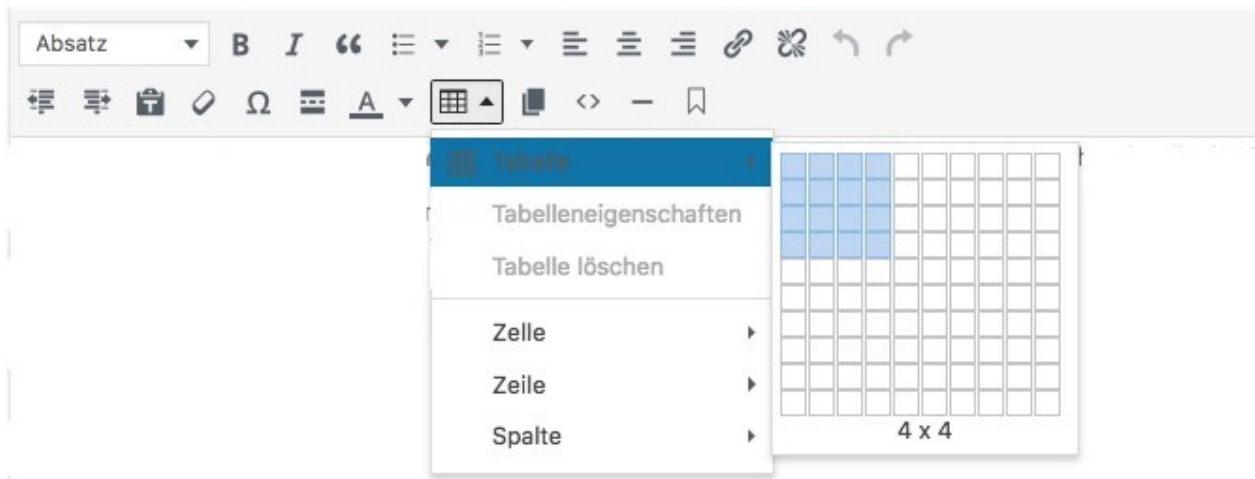 Absatz
Tabelle
Tabelleneigenschaften
Tabelle löschen
Zelle
Zeile
Spalte
4 x 4